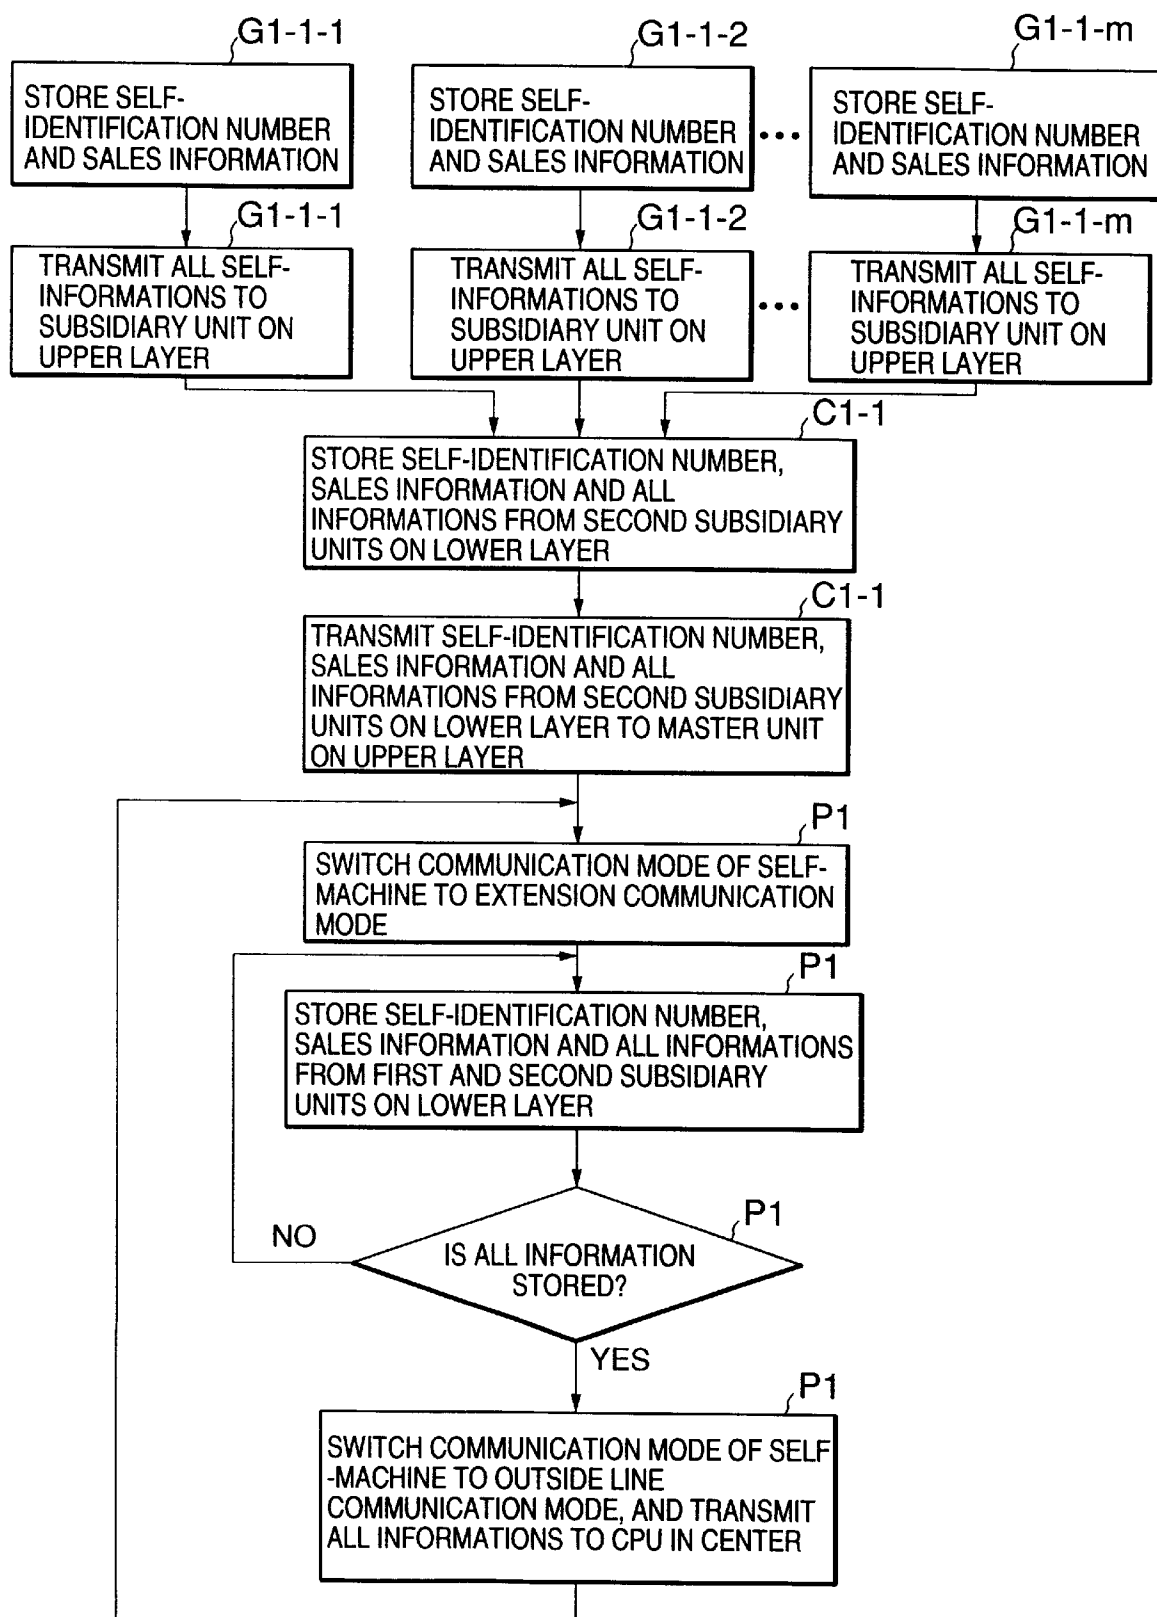 G1-1-1
STORE SELF-
IDENTIFICATION NUMBER
AND SALES INFORMATION
G1-1-2
STORE SELF-
IDENTIFICATION NUMBER
AND SALES INFORMATION
•••
G1-1-m
STORE SELF-
IDENTIFICATION NUMBER
AND SALES INFORMATION
G1-1-1
TRANSMIT ALL SELF-
INFORMATIONS TO
SUBSIDIARY UNIT ON
UPPER LAYER
G1-1-2
TRANSMIT ALL SELF-
INFORMATIONS TO
SUBSIDIARY UNIT ON
UPPER LAYER
•••
G1-1-m
TRANSMIT ALL SELF-
INFORMATIONS TO
SUBSIDIARY UNIT ON
UPPER LAYER
C1-1
STORE SELF-IDENTIFICATION NUMBER,
SALES INFORMATION AND ALL
INFORMATIONS FROM SECOND SUBSIDIARY
UNITS ON LOWER LAYER
C1-1
TRANSMIT SELF-IDENTIFICATION NUMBER,
SALES INFORMATION AND ALL
INFORMATIONS FROM SECOND SUBSIDIARY
UNITS ON LOWER LAYER TO MASTER UNIT
ON UPPER LAYER
P1
SWITCH COMMUNICATION MODE OF SELF-
MACHINE TO EXTENSION COMMUNICATION
MODE
P1
STORE SELF-IDENTIFICATION NUMBER,
SALES INFORMATION AND ALL INFORMATIONS
FROM FIRST AND SECOND SUBSIDIARY
UNITS ON LOWER LAYER
P1
IS ALL INFORMATION
STORED?
NO
YES
P1
SWITCH COMMUNICATION MODE OF SELF
-MACHINE TO OUTSIDE LINE
COMMUNICATION MODE, AND TRANSMIT
ALL INFORMATIONS TO CPU IN CENTER